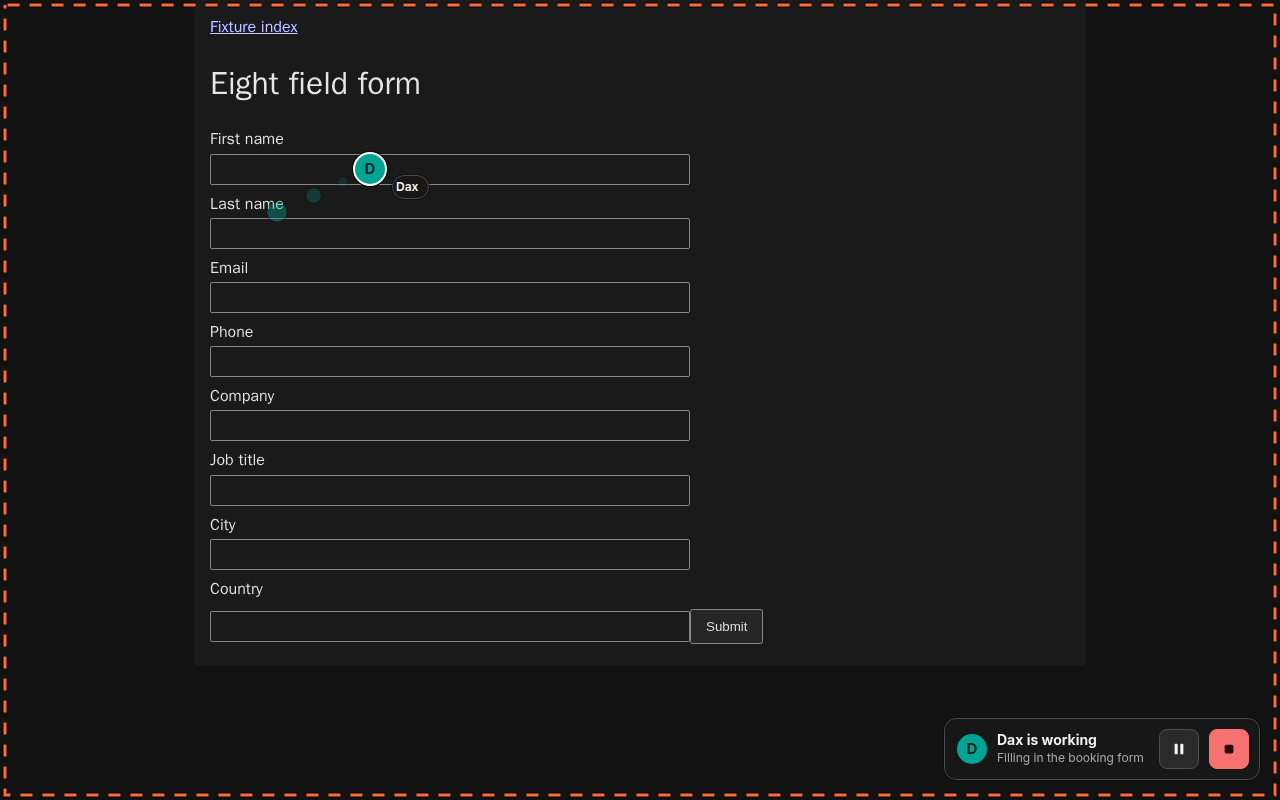 Fixture index
Eight field form
First name
D
Dax
Last name
Email
Phone
Company
Job title
City
Country
Submit
D
Dax is working
Filling in the booking form